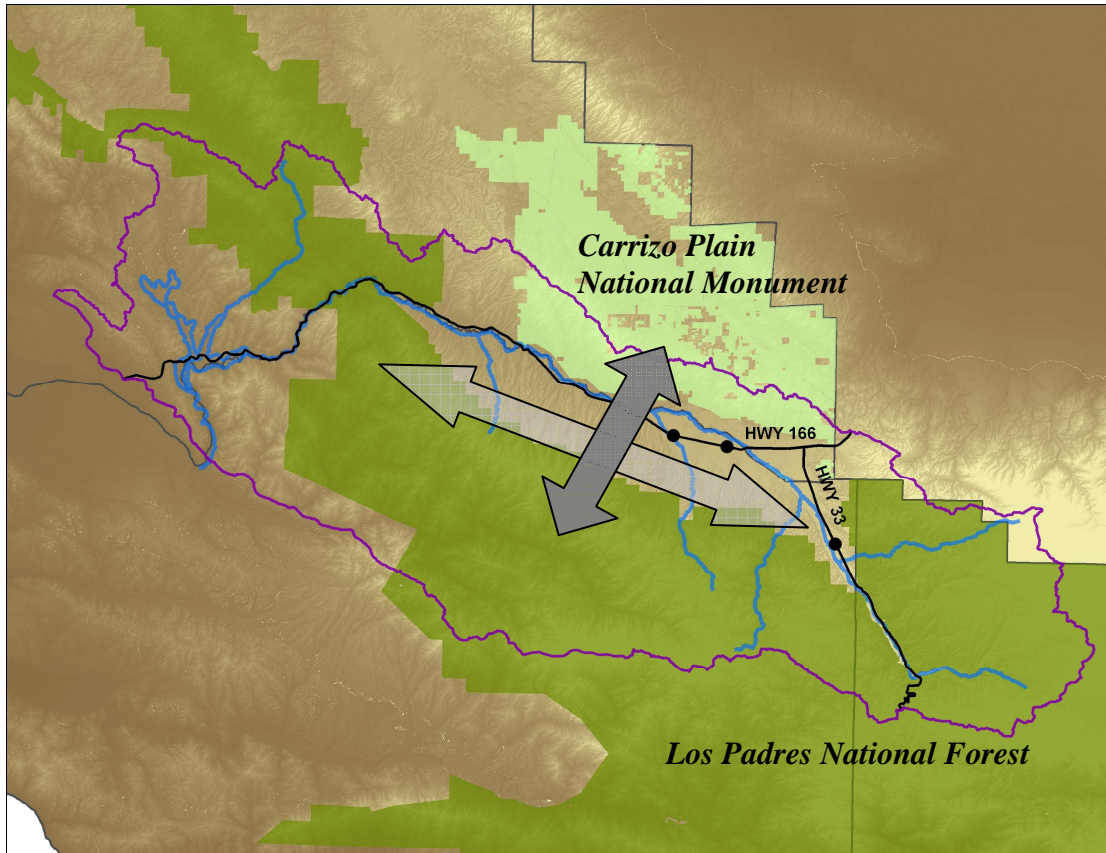 Carrizo Plain
National Monument
HWY 166
HWY 33
Los Padres National Forest